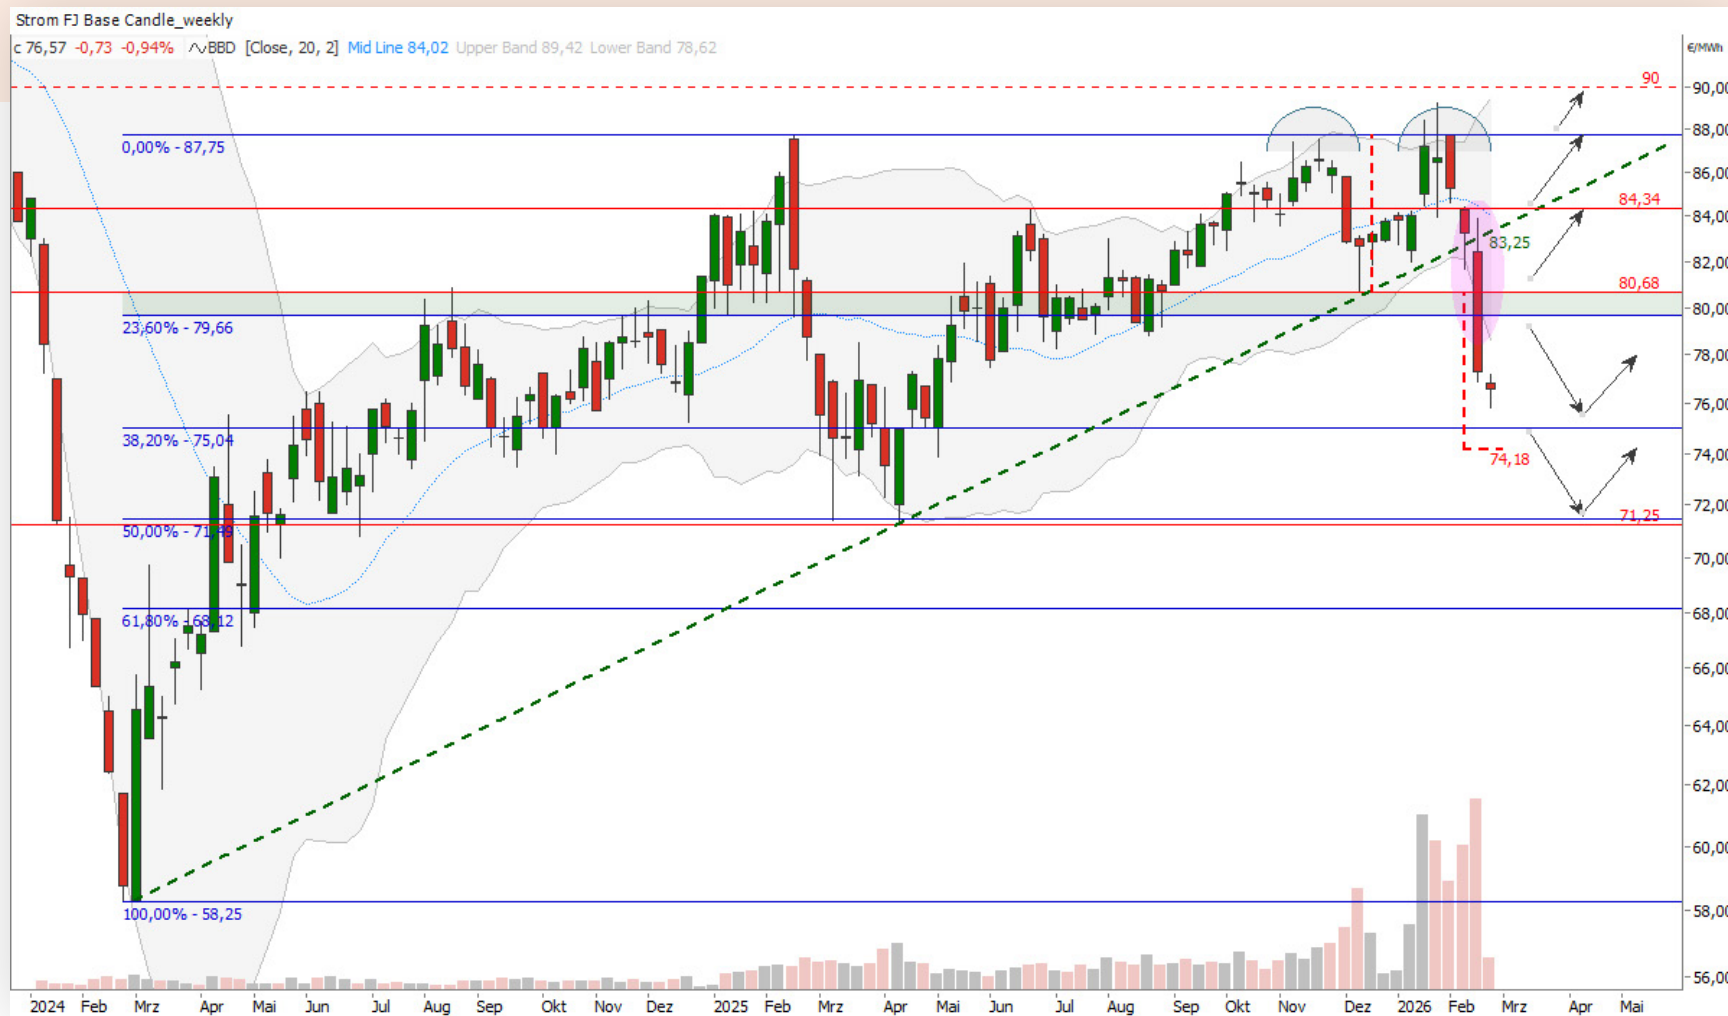 Strom FJ Base Candle_weekly
c 76,57 -0,73 -0,94% BBD [Close, 20, 2] Mid Line 84,02 Upper Band 89,42 Lower Band 78,62
€/MWh
90
90,00
0,00% - 87,75
88,00
86,00
84,34
84,00
83,25
82,00
80,68
80,00
23,60% - 79,66
78,00
76,00
38,20% - 75,04
74,00
74,18
72,00
71,25
50,00% - 71,49
70,00
61,80% - 68,12
68,00
66,00
64,00
62,00
60,00
100,00% - 58,25
58,00
56,00
2024 Feb Mrz Apr Mai Jun Jul Aug Sep Okt Nov Dez 2025 Feb Mrz Apr Mai Jun Jul Aug Sep Okt Nov Dez 2026 Feb Mrz Apr Mai